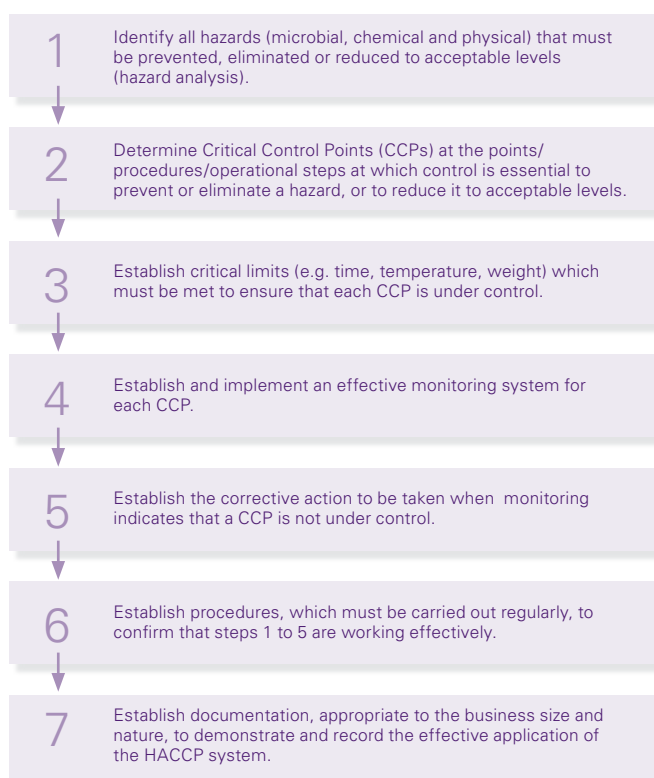 1
Identify all hazards (microbial, chemical and physical) that must
be prevented, eliminated or reduced to acceptable levels
(hazard analysis).
2
Determine Critical Control Points (CCPs) at the points/
procedures/operational steps at which control is essential to
prevent or eliminate a hazard, or to reduce it to acceptable levels.
3
Establish critical limits (e.g. time, temperature, weight) which
must be met to ensure that each CCP is under control.
4
Establish and implement an effective monitoring system for
each CCP.
5
Establish the corrective action to be taken when monitoring
indicates that a CCP is not under control.
6
Establish procedures, which must be carried out regularly, to
confirm that steps 1 to 5 are working effectively.
7
Establish documentation, appropriate to the business size and
nature, to demonstrate and record the effective application of
the HACCP system.